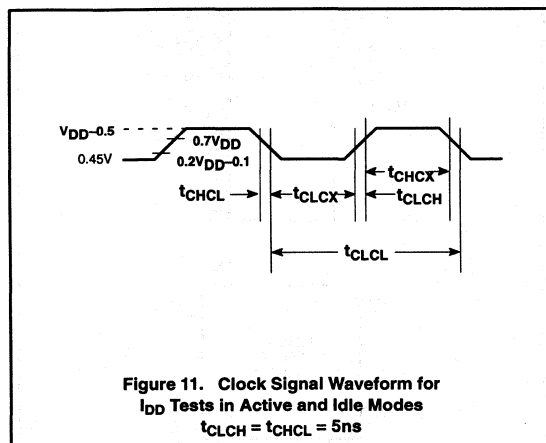 VDD–0.5
0.7VDD
0.45V
0.2VDD–0.1
tCHCX
tCHCL
tCLCX
tCLCH
tCLCL
Figure 11. Clock Signal Waveform for
IDD Tests in Active and Idle Modes
tCLCH = tCHCL = 5ns